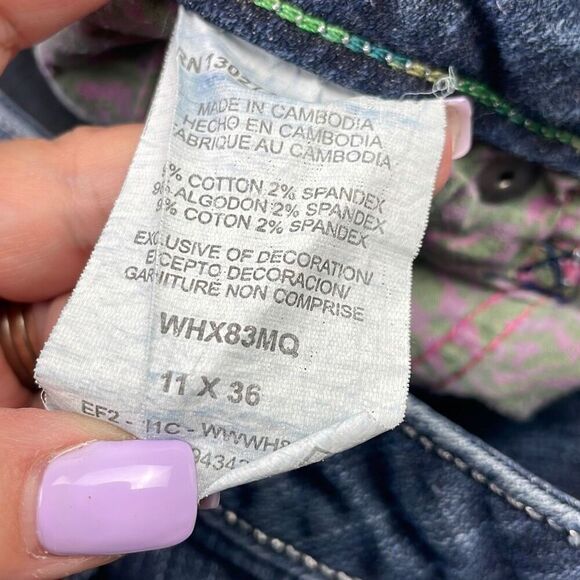 MADE IN CAMBODIA
HECHO EN CAMBODIA
FABRIQUE AU CAMBODIA
COTTON 2% SPANDEX
ALGODON 2% SPANDEX
COTON 2% SPANDEX
EXCLUSIVE OF DECORATION/
EXCEPTO DECORACION/
GARNITURE NON COMPRISE
WHX83MQ
11 X 36
EF2 -